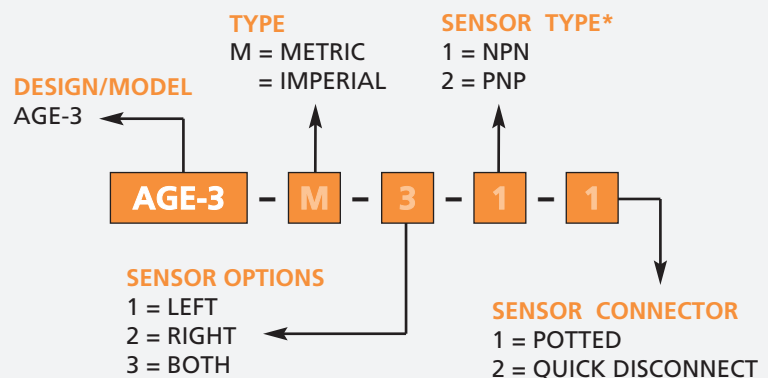 TYPE
M = METRIC
= IMPERIAL
SENSOR TYPE*
1 = NPN
2 = PNP
DESIGN/MODEL
AGE-3
AGE-3 - M - 3 - 1 - 1
SENSOR OPTIONS
1 = LEFT
2 = RIGHT
3 = BOTH
SENSOR CONNECTOR
1 = POTTED
2 = QUICK DISCONNECT